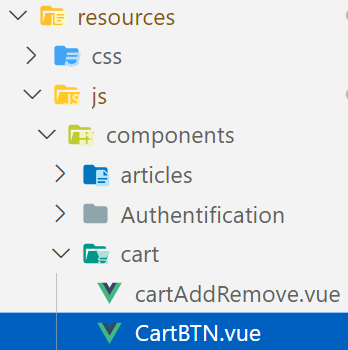 resources
css
js
components
articles
Authentification
cart
cartAddRemove.vue
CartBTN.vue